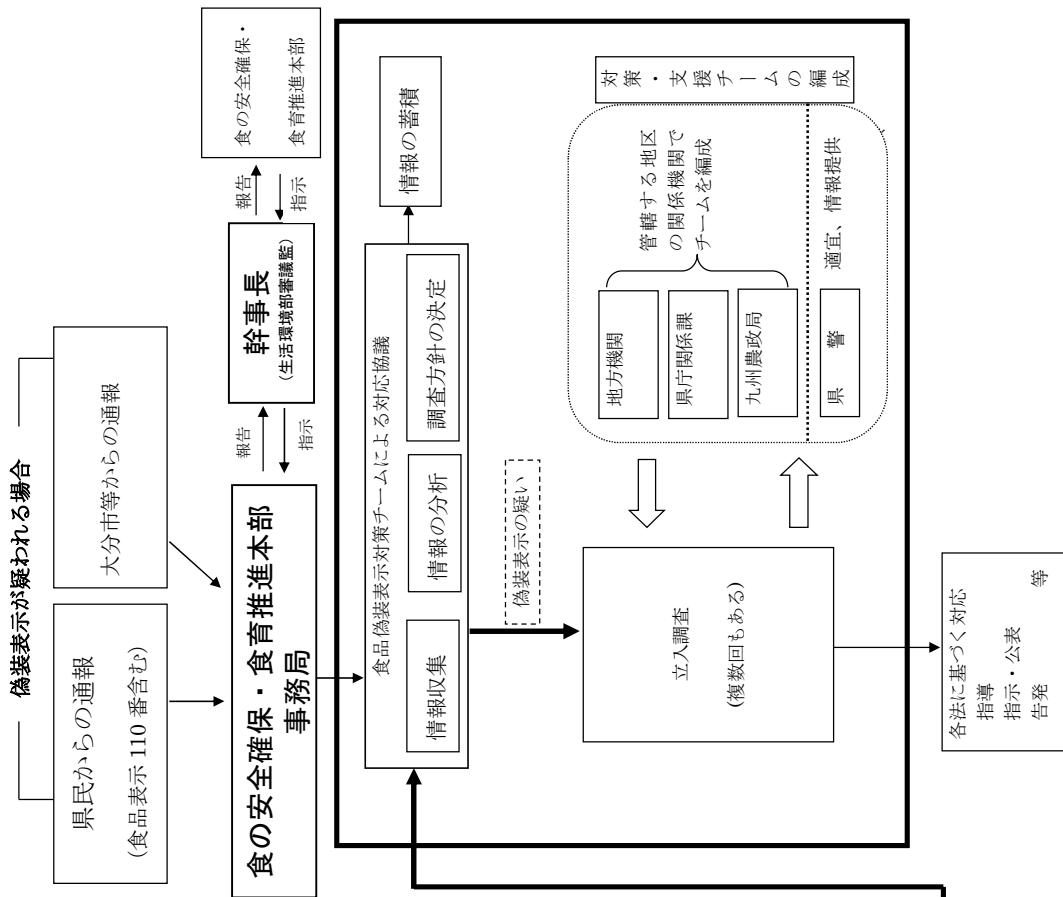 偽装表示が疑われる場合
県民からの通報
(食品表示 110 番含む)
大分市等からの通報
食の安全確保・食育推進本部
事務局
報告
指示
幹事長
(生活環境部審議監)
報告
指示
食の安全確保・
食育推進本部
食品偽装表示対策チームによる対応協議
情報収集
情報の分析
調査方針の決定
情報の蓄積
偽装表示の疑い
立入調査
(複数回もある)
地方機関
県庁関係課
九州農政局
管轄する地区
の関係機関で
チームを編成
県 警
適宜、情報提供
対策・支援チームの編成
各法に基づく対応
指導
指示・公表
告発 等